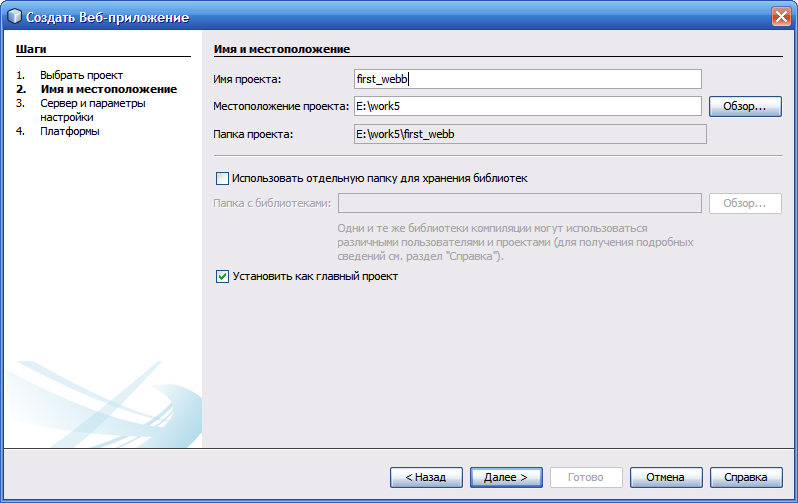 Создать Веб-приложение
Шаги
1. Выбрать проект
2. Имя и местоположение
3. Сервер и параметры
настройки
4. Платформы
Имя и местоположение
Имя проекта: first_webb
Местоположение проекта: E:\work5 Обзор...
Папка проекта: E:\work5\first_webb
Использовать отдельную папку для хранения библиотек
Папка с библиотеками: Обзор...
Одни и те же библиотеки компиляции могут использоваться
различными пользователями и проектами (для получения подробных
сведений см. раздел "Справка").
Установить как главный проект
< Назад Далее > Готово Отмена Справка